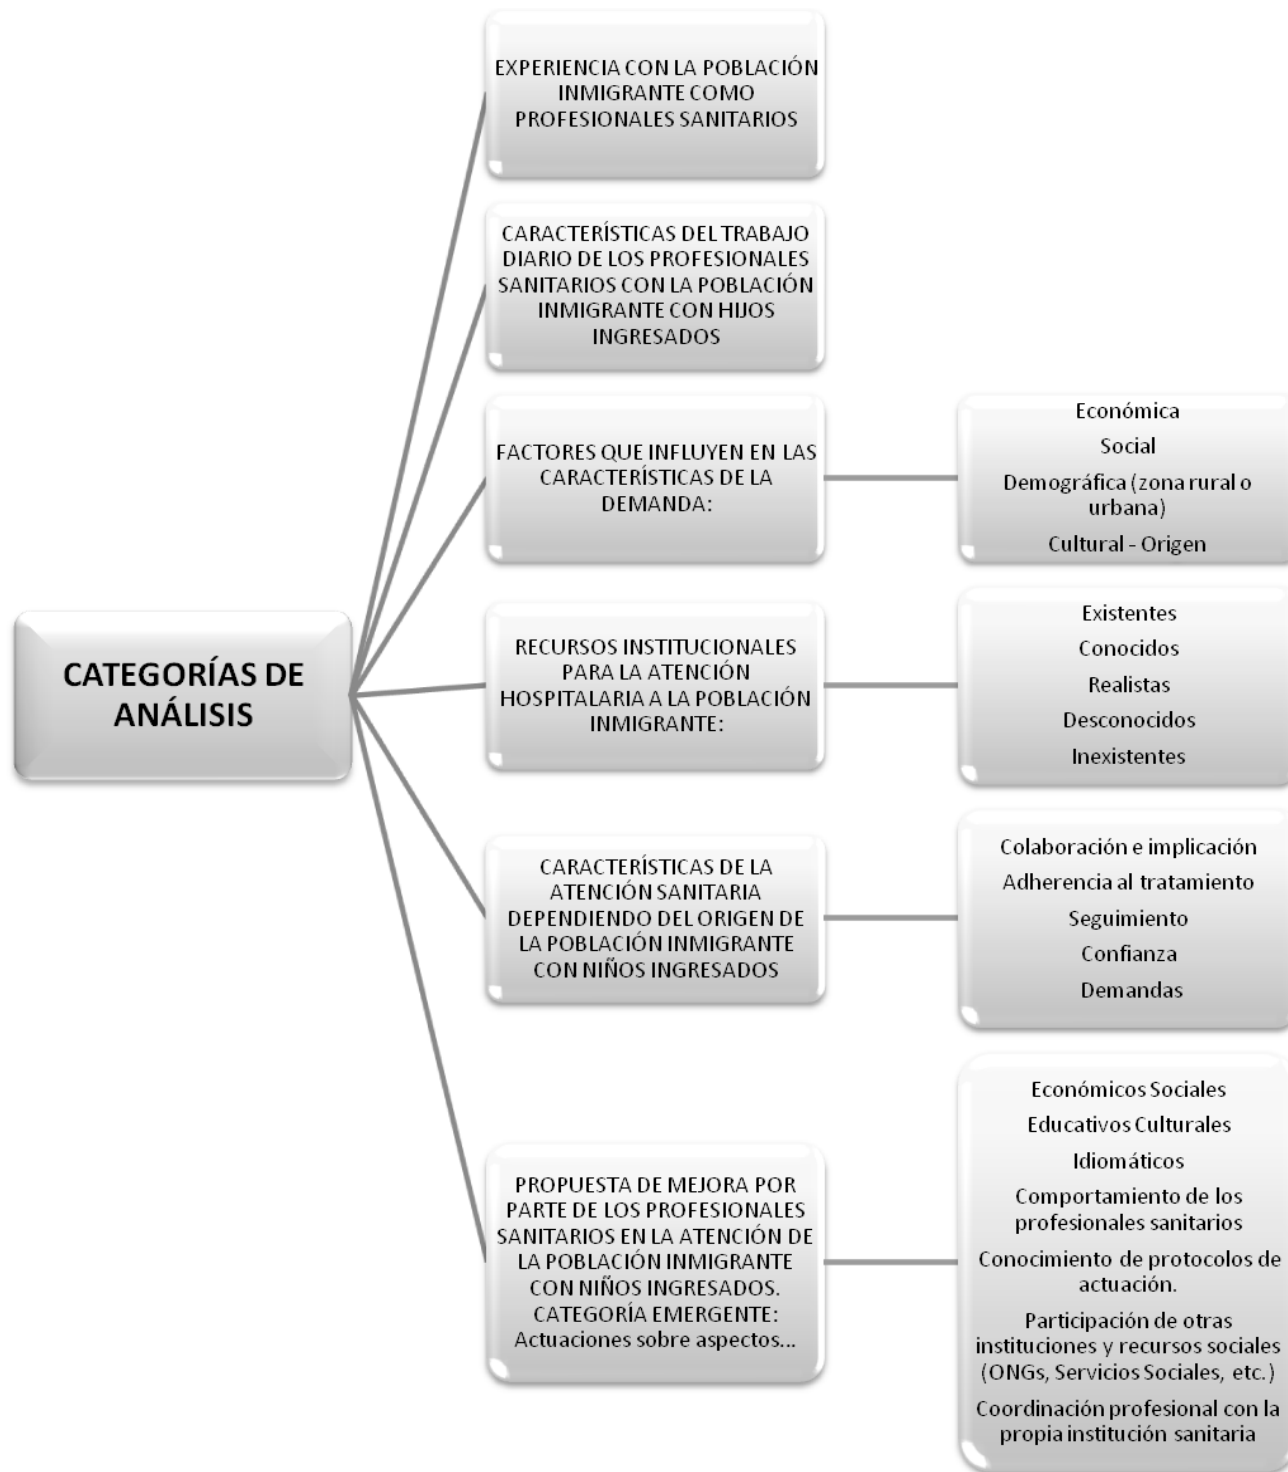 EXPERIENCIA CON LA POBLACIÓN
INMIGRANTE COMO
PROFESIONALES SANITARIOS
CARACTERÍSTICAS DEL TRABAJO
DIARIO DE LOS PROFESIONALES
SANITARIOS CON LA POBLACIÓN
INMIGRANTE CON HIJOS
INGRESADOS
FACTORES QUE INFLUYEN EN LAS
CARACTERÍSTICAS DE LA
DEMANDA:
Económica
Social
Demográfica (zona rural o
urbana)
Cultural - Origen
CATEGORÍAS DE
ANÁLISIS
RECURSOS INSTITUCIONALES
PARA LA ATENCIÓN
HOSPITALARIA A LA POBLACIÓN
INMIGRANTE:
Existentes
Conocidos
Realistas
Desconocidos
Inexistentes
CARACTERÍSTICAS DE LA
ATENCIÓN SANITARIA
DEPENDIENDO DEL ORIGEN DE
LA POBLACIÓN INMIGRANTE
CON NIÑOS INGRESADOS
Colaboración e implicación
Adherencia al tratamiento
Seguimiento
Confianza
Demandas
PROPUESTA DE MEJORA POR
PARTE DE LOS PROFESIONALES
SANITARIOS EN LA ATENCIÓN DE
LA POBLACIÓN INMIGRANTE
CON NIÑOS INGRESADOS.
CATEGORÍA EMERGENTE:
Actuaciones sobre aspectos...
Económicos Sociales
Educativos Culturales
Idiomáticos
Comportamiento de los
profesionales sanitarios
Conocimiento de protocolos de
actuación.
Participación de otras
instituciones y recursos sociales
(ONGs, Servicios Sociales, etc.)
Coordinación profesional con la
propia institución sanitaria